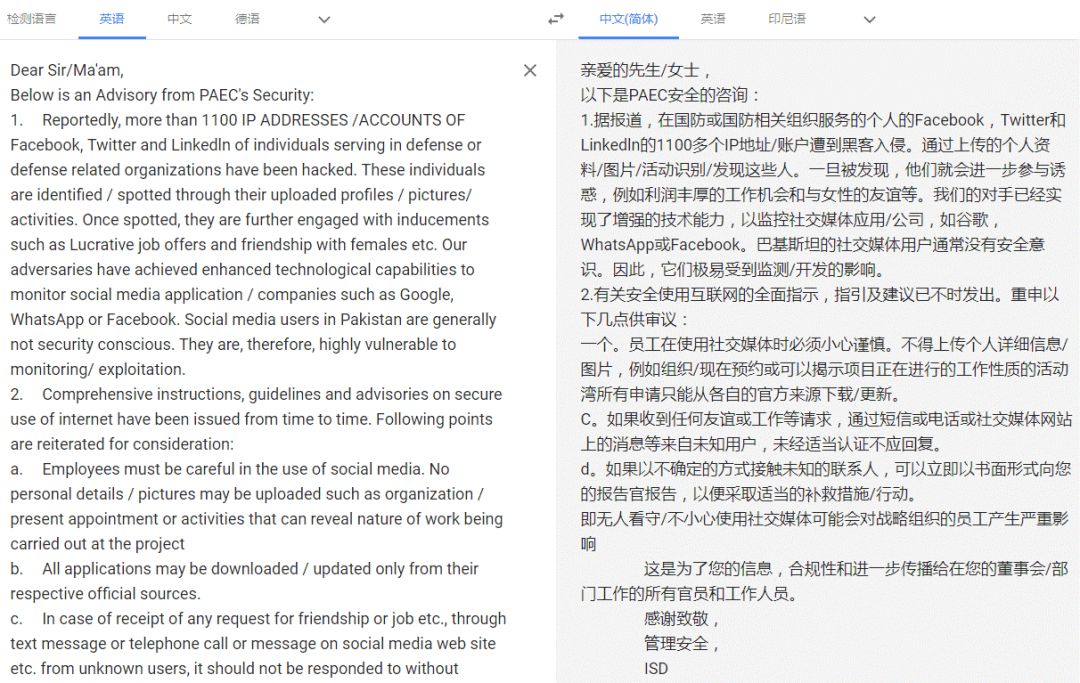 检测语言 英语 中文 德语
中文(简体) 英语 印尼语
Dear Sir/Ma'am,
Below is an Advisory from PAEC's Security:
1. Reportedly, more than 1100 IP ADDRESSES /ACCOUNTS OF
Facebook, Twitter and LinkedIn of individuals serving in defense or
defense related organizations have been hacked. These individuals
are identified / spotted through their uploaded profiles / pictures/
activities. Once spotted, they are further engaged with inducements
such as Lucrative job offers and friendship with females etc. Our
adversaries have achieved enhanced technological capabilities to
monitor social media application / companies such as Google,
WhatsApp or Facebook. Social media users in Pakistan are generally
not security conscious. They are, therefore, highly vulnerable to
monitoring/ exploitation.
2. Comprehensive instructions, guidelines and advisories on secure
use of internet have been issued from time to time. Following points
are reiterated for consideration:
a. Employees must be careful in the use of social media. No
personal details / pictures may be uploaded such as organization /
present appointment or activities that can reveal nature of work being
carried out at the project
b. All applications may be downloaded / updated only from their
respective official sources.
c. In case of receipt of any request for friendship or job etc., through
text message or telephone call or message on social media web site
etc. from unknown users, it should not be responded to without
亲爱的先生/女士，
以下是PAEC安全的咨询：
1.据报道，在国防或国防相关组织服务的个人的Facebook，Twitter和
LinkedIn的1100多个IP地址/账户遭到黑客入侵。通过上传的个人资
料/图片/活动识别/发现这些人。一旦被发现，他们就会进一步参与诱
惑，例如利润丰厚的工作机会和与女性的友谊等。我们的对手已经实
现了增强的技术能力，以监控社交媒体应用/公司，如谷歌，
WhatsApp或Facebook。巴基斯坦的社交媒体用户通常没有安全意
识。因此，它们极易受到监测/开发的影响。
2.有关安全使用互联网的全面指示，指引及建议已不时发出。重申以
下几点供审议：
一个。员工在使用社交媒体时必须小心谨慎。不得上传个人详细信息/
图片，例如组织/现在预约或可以揭示项目正在进行的工作性质的活动
湾所有申请只能从各自的官方来源下载/更新。
C。如果收到任何友谊或工作等请求，通过短信或电话或社交媒体网站
上的消息等来自未知用户，未经适当认证不应回复。
d。如果以不确定的方式接触未知的联系人，可以立即以书面形式向您
的报告官报告，以便采取适当的补救措施/行动。
即无人看守/不小心使用社交媒体可能会对战略组织的员工产生严重影
响
这是为了您的信息，合规性和进一步传播给在您的董事会/部
门工作的所有官员和工作人员。
感谢致敬，
管理安全，
ISD